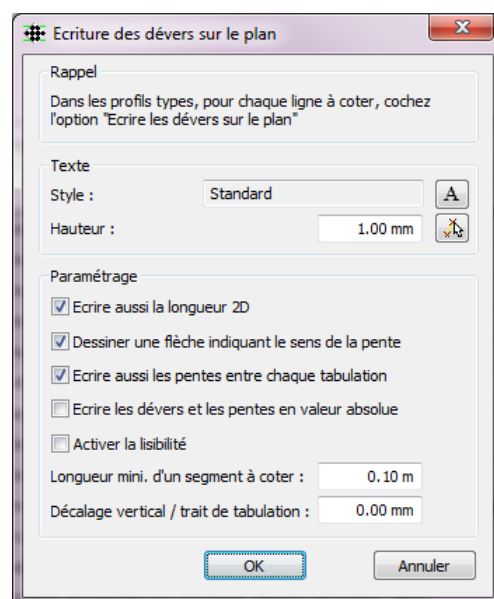 Ecriture des dévers sur le plan
Rappel
Dans les profils types, pour chaque ligne à coter, cochez
l'option "Ecrire les dévers sur le plan"
Texte
Style :
Standard
A
Hauteur :
1.00 mm
Paramétrage
Ecrire aussi la longueur 2D
Dessiner une flèche indiquant le sens de la pente
Ecrire aussi les pentes entre chaque tabulation
Ecrire les dévers et les pentes en valeur absolue
Activer la lisibilité
Longueur mini. d'un segment à coter :
0.10 m
Décalage vertical / trait de tabulation :
0.00 mm
OK
Annuler